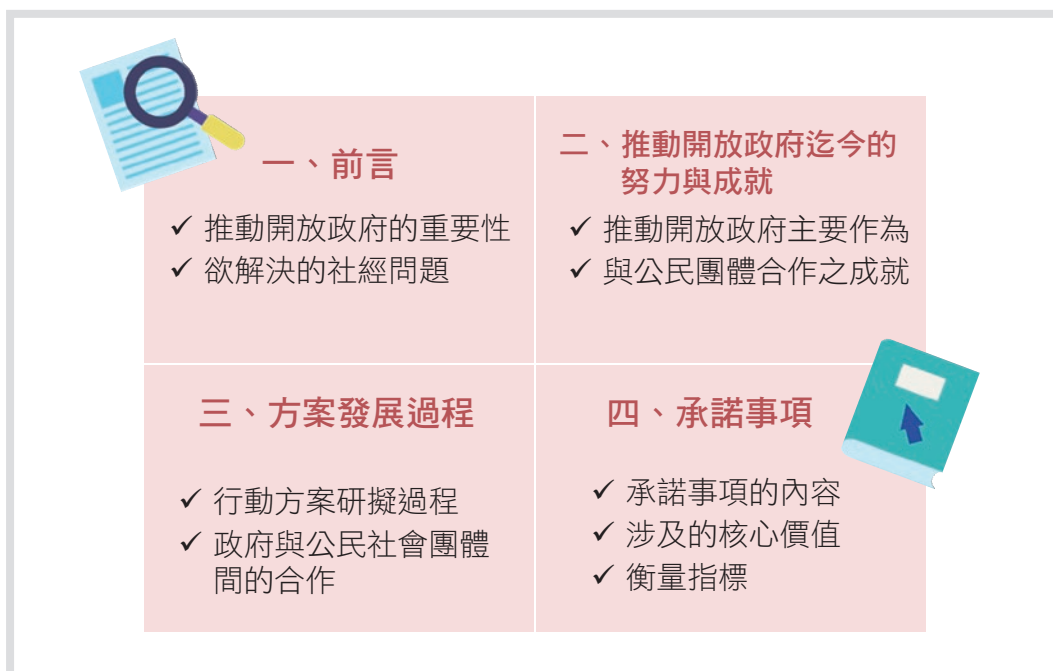 一、前言
✓ 推動開放政府的重要性
✓ 欲解決的社經問題
二、推動開放政府迄今的
努力與成就
✓ 推動開放政府主要作為
✓ 與公民團體合作之成就
三、方案發展過程
✓ 行動方案研擬過程
✓ 政府與公民社會團體
間的合作
四、承諾事項
✓ 承諾事項的內容
✓ 涉及的核心價值
✓ 衡量指標